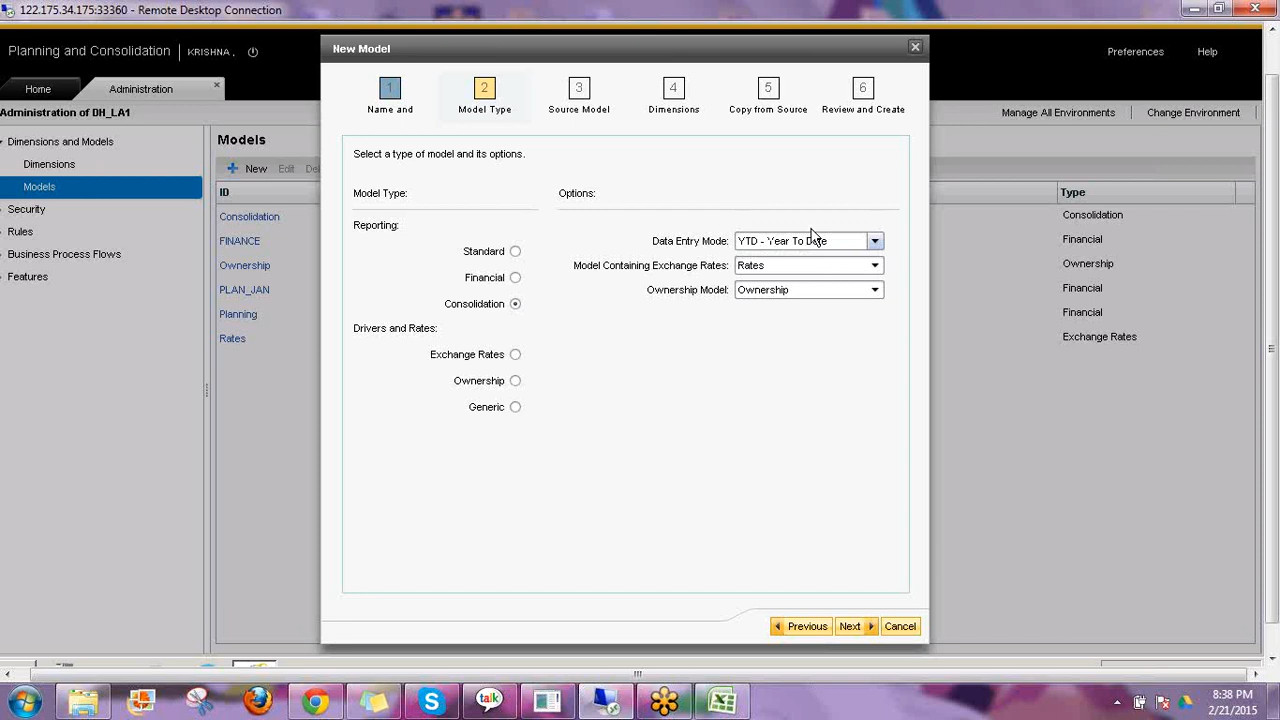 122.175.34.175:33360 - Remote Desktop Connection
Planning and Consolidation
KRISHNA .
Preferences
Help
Home
Administration
Administration of DH_LA1
Manage All Environments
Change Environment
Dimensions and Models
Dimensions
Models
Security
Rules
Business Process Flows
Features
Models
New
Edit
De
ID
Type
Consolidation
Consolidation
FINANCE
Financial
Ownership
Ownership
PLAN_JAN
Financial
Planning
Financial
Rates
Exchange Rates
New Model
1
2
3
4
5
6
Name and
Model Type
Source Model
Dimensions
Copy from Source
Review and Create
Select a type of model and its options.
Model Type:
Options:
Reporting:
Standard
Financial
Consolidation
Drivers and Rates:
Exchange Rates
Ownership
Generic
Data Entry Mode:
YTD - Year To Date
Model Containing Exchange Rates:
Rates
Ownership Model:
Ownership
Previous
Next
Cancel
talk
8:38 PM
2/21/2015